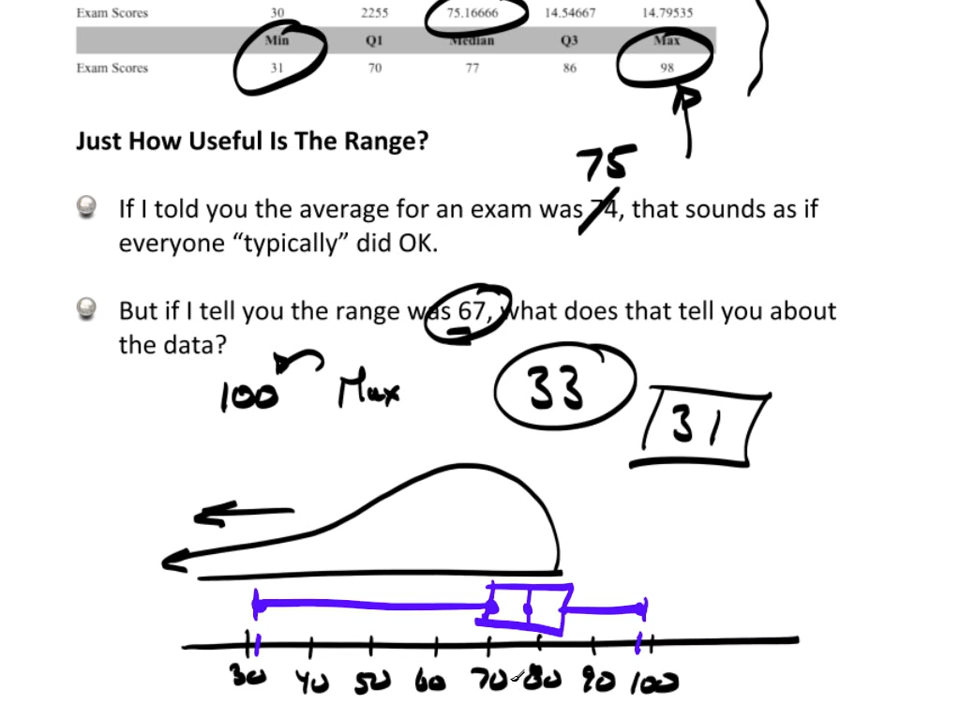 Exam Scores 30 2255 75.16666 14.54667 14.79535
Min Q1 Median Q3 Max
Exam Scores 31 70 77 86 98
Just How Useful Is The Range?
75
If I told you the average for an exam was 74, that sounds as if
everyone “typically” did OK.
But if I tell you the range was 67, what does that tell you about
the data?
100 Max 33 31
30 40 50 60 70 80 90 100